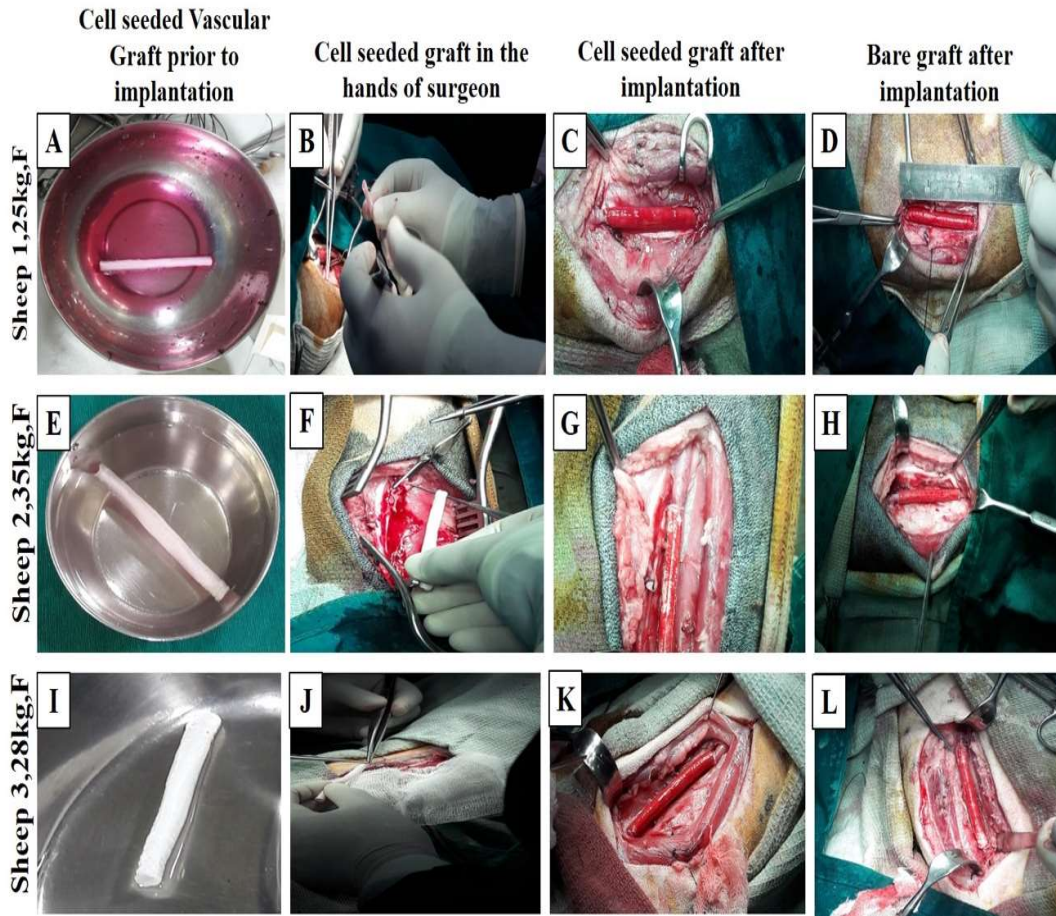 Cell seeded Vascular
Graft prior to
implantation
Cell seeded graft in the
hands of surgeon
Cell seeded graft after
implantation
Bare graft after
implantation
Sheep 1,25kg,F
A
B
C
D
Sheep 2,35kg,F
E
F
G
H
Sheep 3,28kg,F
I
J
K
L